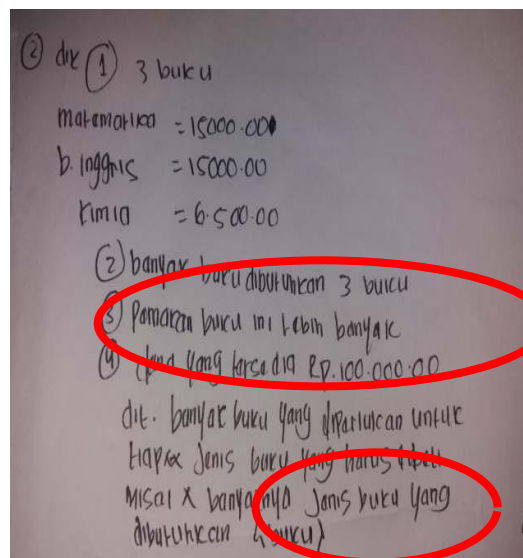 ② dik ① 3 buku
matematika = 15000.00
b. Inggris = 15000.00
kimia = 6.500.00
② banyak buku dibutuhkan 3 buku
③ buku ini lebih banyak
④ dana yang tersedia RP.100.000.00
dit. banyak buku yang diperlukan untuk
tiap jenis buku yang harus dibeli
misal x banyaknya jenis buku yang
dibutuhkan (buku)